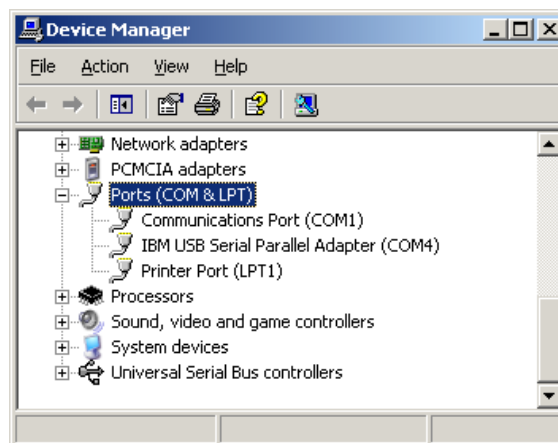 Device Manager
File Action View Help
Network adapters
PCMCIA adapters
Ports (COM & LPT)
Communications Port (COM1)
IBM USB Serial Parallel Adapter (COM4)
Printer Port (LPT1)
Processors
Sound, video and game controllers
System devices
Universal Serial Bus controllers